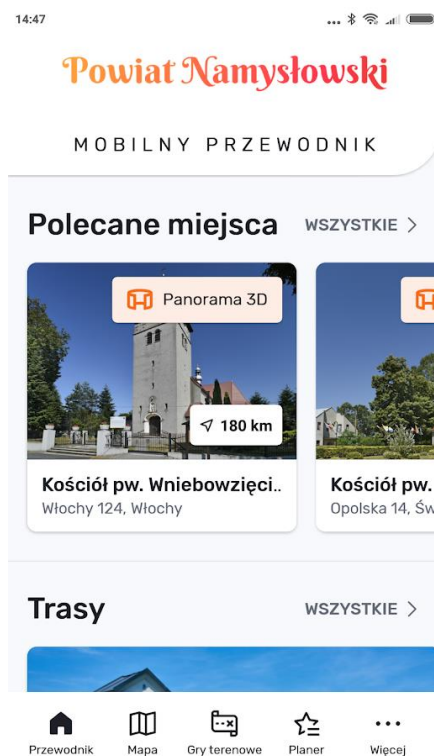 14:47
Powiat Namysłowski
MOBILNY PRZEWODNIK
Polecane miejsca WSZYSTKIE
Panorama 3D
180 km
Kościół pw. Wniebowzięci.. Kościół pw.
Włochy 124, Włochy Opolska 14, Św
Trasy WSZYSTKIE
Przewodnik Mapa Gry terenowe Planer Więcej